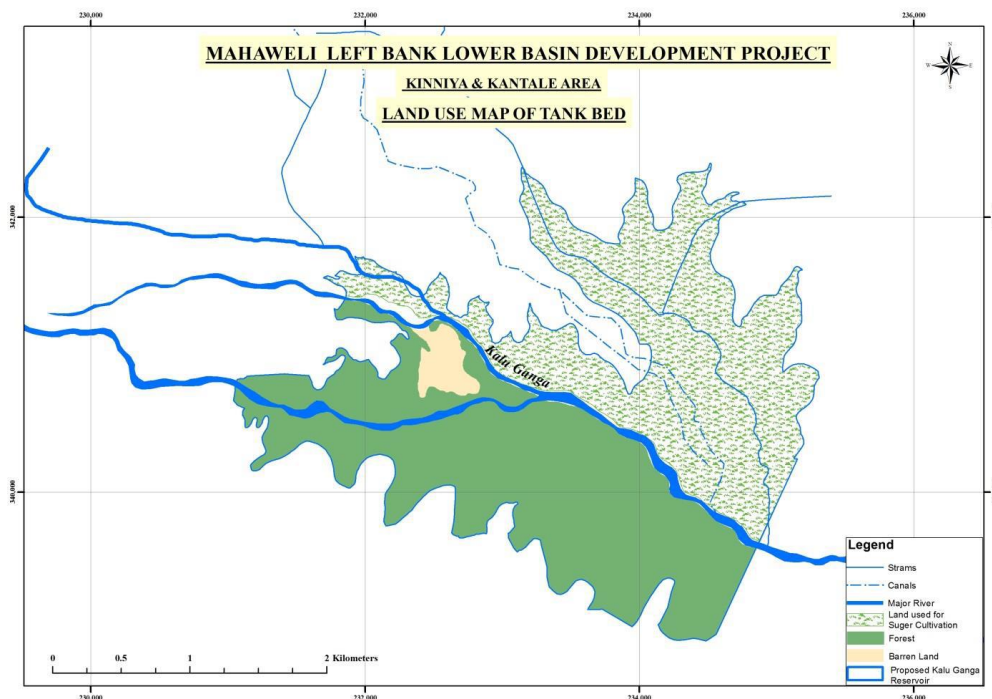 230,000 232,000 234,000 236,000
MAHAWELI LEFT BANK LOWER BASIN DEVELOPMENT PROJECT
KINNIYA & KANTALE AREA
LAND USE MAP OF TANK BED
N
W E
S
342,000
Kalu Ganga
340,000
Legend
Strams
Canals
Major River
Land used for
Suger Cultivation
Forest
Barren Land
Proposed Kalu Ganga
Reservoir
0 0.5 1 2 Kilometers
230,000 232,000 234,000 236,000